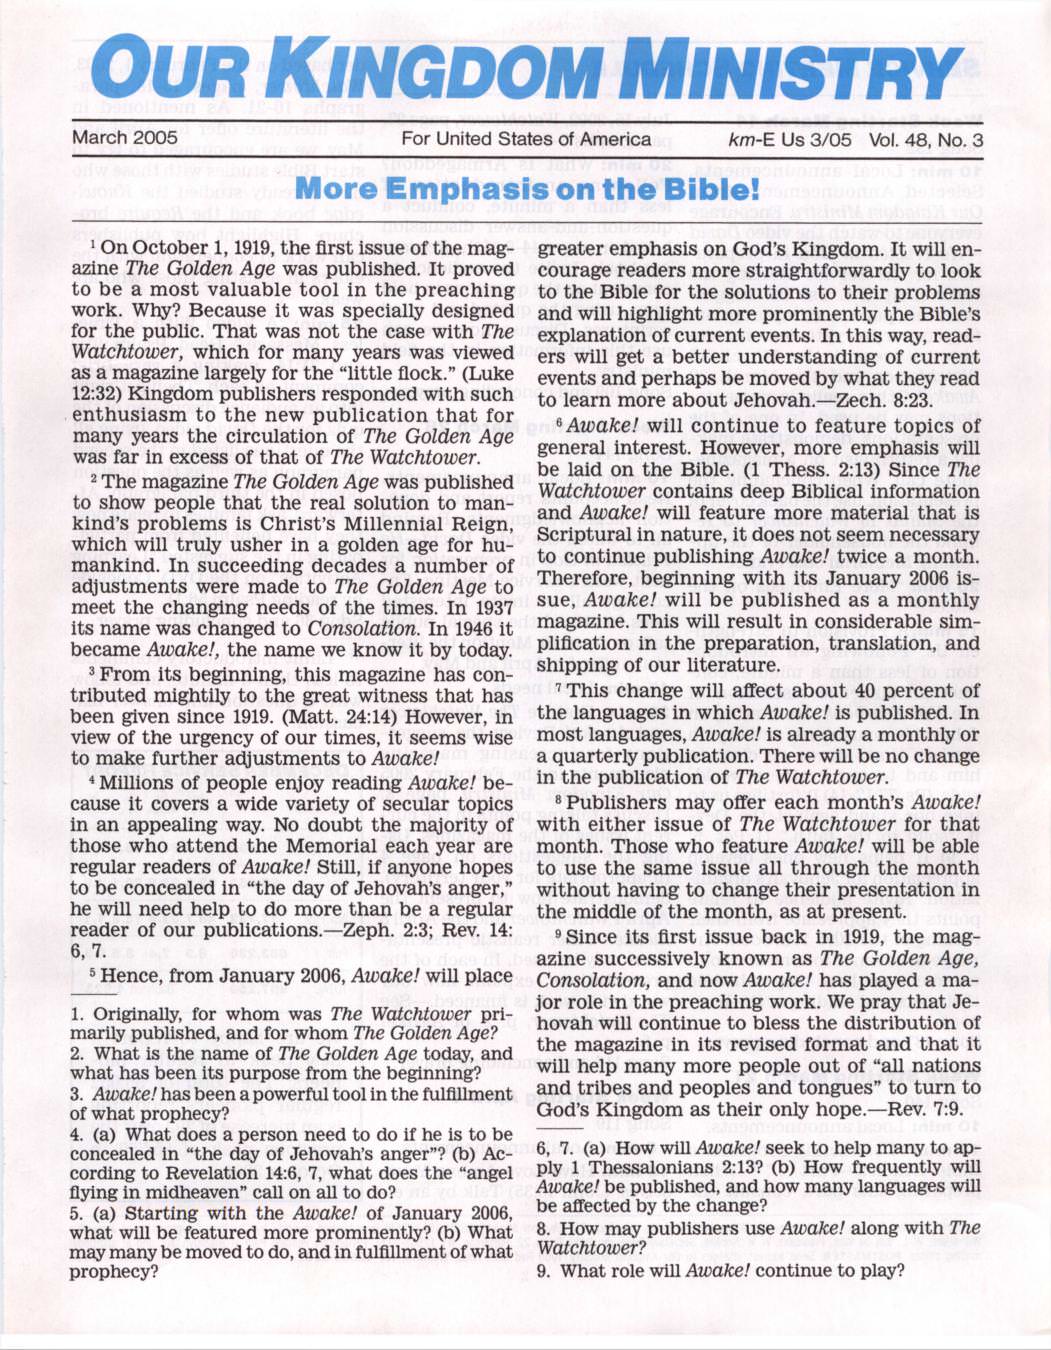 OUR KINGDOM MINISTRY
March 2005 For United States of America km-E Us 3/05 Vol. 48, No. 3
More Emphasis on the Bible!
1 On October 1, 1919, the first issue of the mag-
azine The Golden Age was published. It proved
to be a most valuable tool in the preaching
work. Why? Because it was specially designed
for the public. That was not the case with The
Watchtower, which for many years was viewed
as a magazine largely for the “little flock.” (Luke
12:32) Kingdom publishers responded with such
enthusiasm to the new publication that for
many years the circulation of The Golden Age
was far in excess of that of The Watchtower.
2 The magazine The Golden Age was published
to show people that the real solution to man-
kind’s problems is Christ’s Millennial Reign,
which will truly usher in a golden age for hu-
mankind. In succeeding decades a number of
adjustments were made to The Golden Age to
meet the changing needs of the times. In 1937
its name was changed to Consolation. In 1946 it
became Awake!, the name we know it by today.
3 From its beginning, this magazine has con-
tributed mightily to the great witness that has
been given since 1919. (Matt. 24:14) However, in
view of the urgency of our times, it seems wise
to make further adjustments to Awake!
4 Millions of people enjoy reading Awake! be-
cause it covers a wide variety of secular topics
in an appealing way. No doubt the majority of
those who attend the Memorial each year are
regular readers of Awake! Still, if anyone hopes
to be concealed in “the day of Jehovah’s anger,”
he will need help to do more than be a regular
reader of our publications.—Zeph. 2:3; Rev. 14:
6, 7.
5 Hence, from January 2006, Awake! will place
1. Originally, for whom was The Watchtower pri-
marily published, and for whom The Golden Age?
2. What is the name of The Golden Age today, and
what has been its purpose from the beginning?
3. Awake! has been a powerful tool in the fulfillment
of what prophecy?
4. (a) What does a person need to do if he is to be
concealed in “the day of Jehovah’s anger”? (b) Ac-
cording to Revelation 14:6, 7, what does the “angel
flying in midheaven” call on all to do?
5. (a) Starting with the Awake! of January 2006,
what will be featured more prominently? (b) What
may many be moved to do, and in fulfillment of what
prophecy?
greater emphasis on God’s Kingdom. It will en-
courage readers more straightforwardly to look
to the Bible for the solutions to their problems
and will highlight more prominently the Bible’s
explanation of current events. In this way, read-
ers will get a better understanding of current
events and perhaps be moved by what they read
to learn more about Jehovah.—Zech. 8:23.
6 Awake! will continue to feature topics of
general interest. However, more emphasis will
be laid on the Bible. (1 Thess. 2:13) Since The
Watchtower contains deep Biblical information
and Awake! will feature more material that is
Scriptural in nature, it does not seem necessary
to continue publishing Awake! twice a month.
Therefore, beginning with its January 2006 is-
sue, Awake! will be published as a monthly
magazine. This will result in considerable sim-
plification in the preparation, translation, and
shipping of our literature.
7 This change will affect about 40 percent of
the languages in which Awake! is published. In
most languages, Awake! is already a monthly or
a quarterly publication. There will be no change
in the publication of The Watchtower.
8 Publishers may offer each month’s Awake!
with either issue of The Watchtower for that
month. Those who feature Awake! will be able
to use the same issue all through the month
without having to change their presentation in
the middle of the month, as at present.
9 Since its first issue back in 1919, the mag-
azine successively known as The Golden Age,
Consolation, and now Awake! has played a ma-
jor role in the preaching work. We pray that Je-
hovah will continue to bless the distribution of
the magazine in its revised format and that it
will help many more people out of “all nations
and tribes and peoples and tongues” to turn to
God’s Kingdom as their only hope.—Rev. 7:9.
6, 7. (a) How will Awake! seek to help many to ap-
ply 1 Thessalonians 2:13? (b) How frequently will
Awake! be published, and how many languages will
be affected by the change?
8. How may publishers use Awake! along with The
Watchtower?
9. What role will Awake! continue to play?